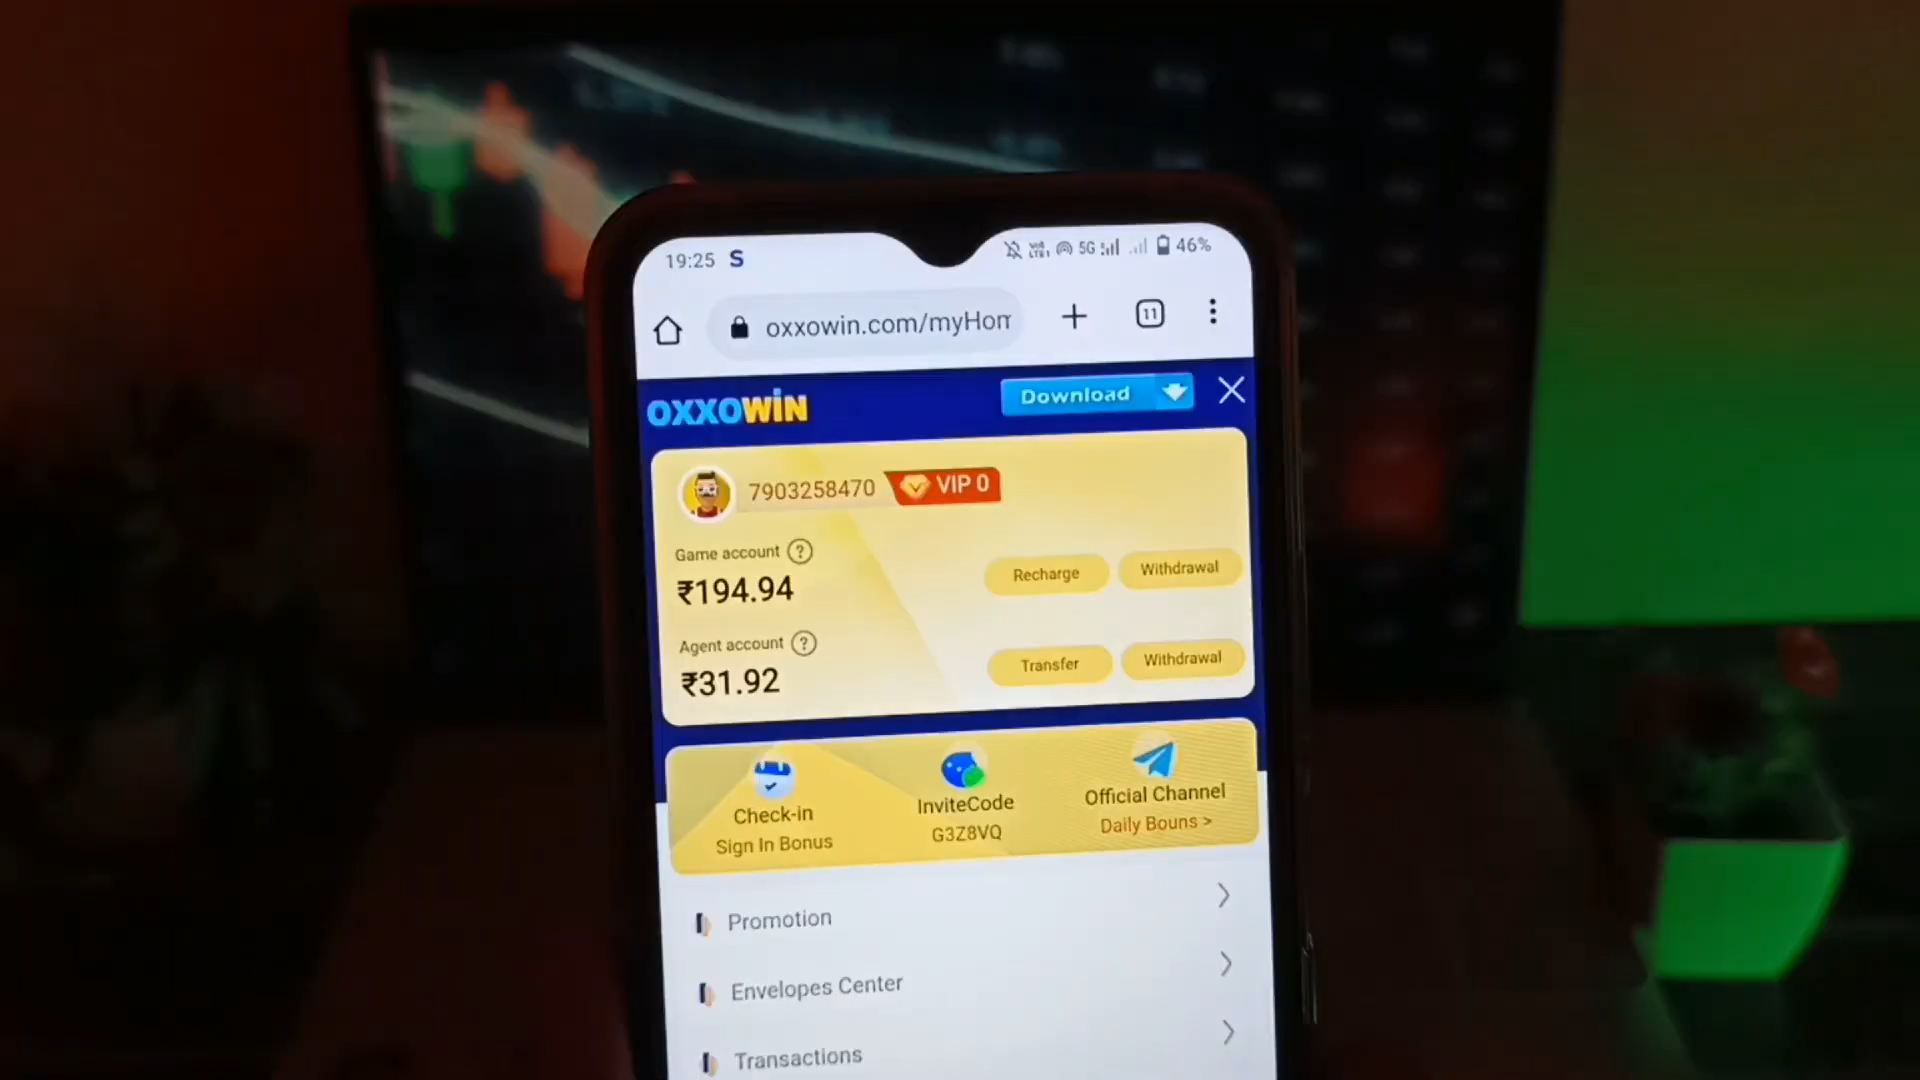 19:25 S 5G 46%
oxxowin.com/myHom
11
OXXOWIN
Download
7903258470 VIP 0
Game account ?
₹194.94
Recharge Withdrawal
Agent account ?
₹31.92
Transfer Withdrawal
Check-in InviteCode Official Channel
Sign In Bonus G3Z8VQ Daily Bouns >
Promotion
Envelopes Center
Transactions